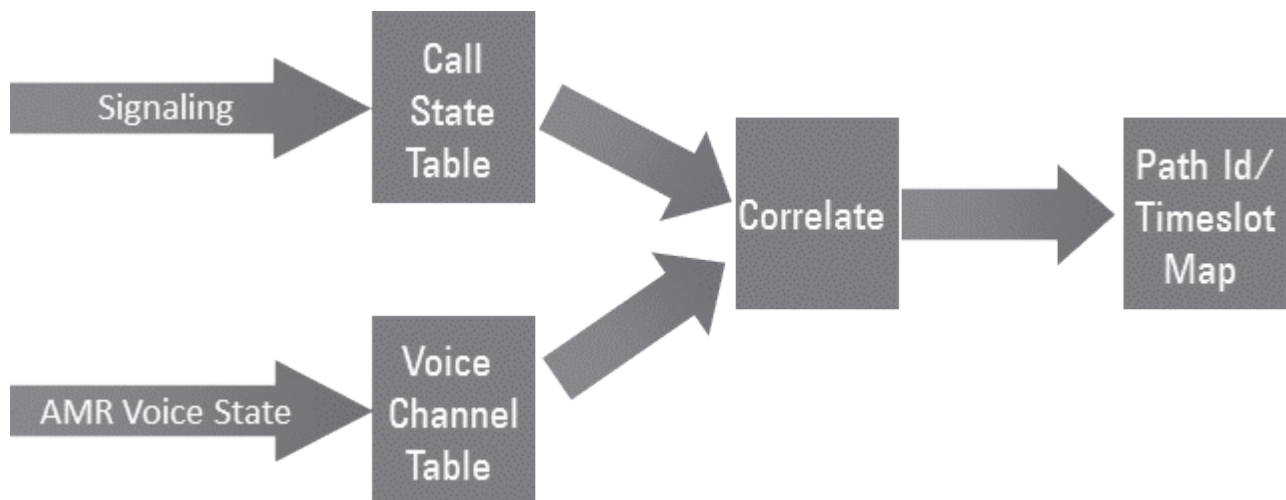 Signaling
Call
State
Table
AMR Voice State
Voice
Channel
Table
Correlate
Path Id/
Timeslot
Map